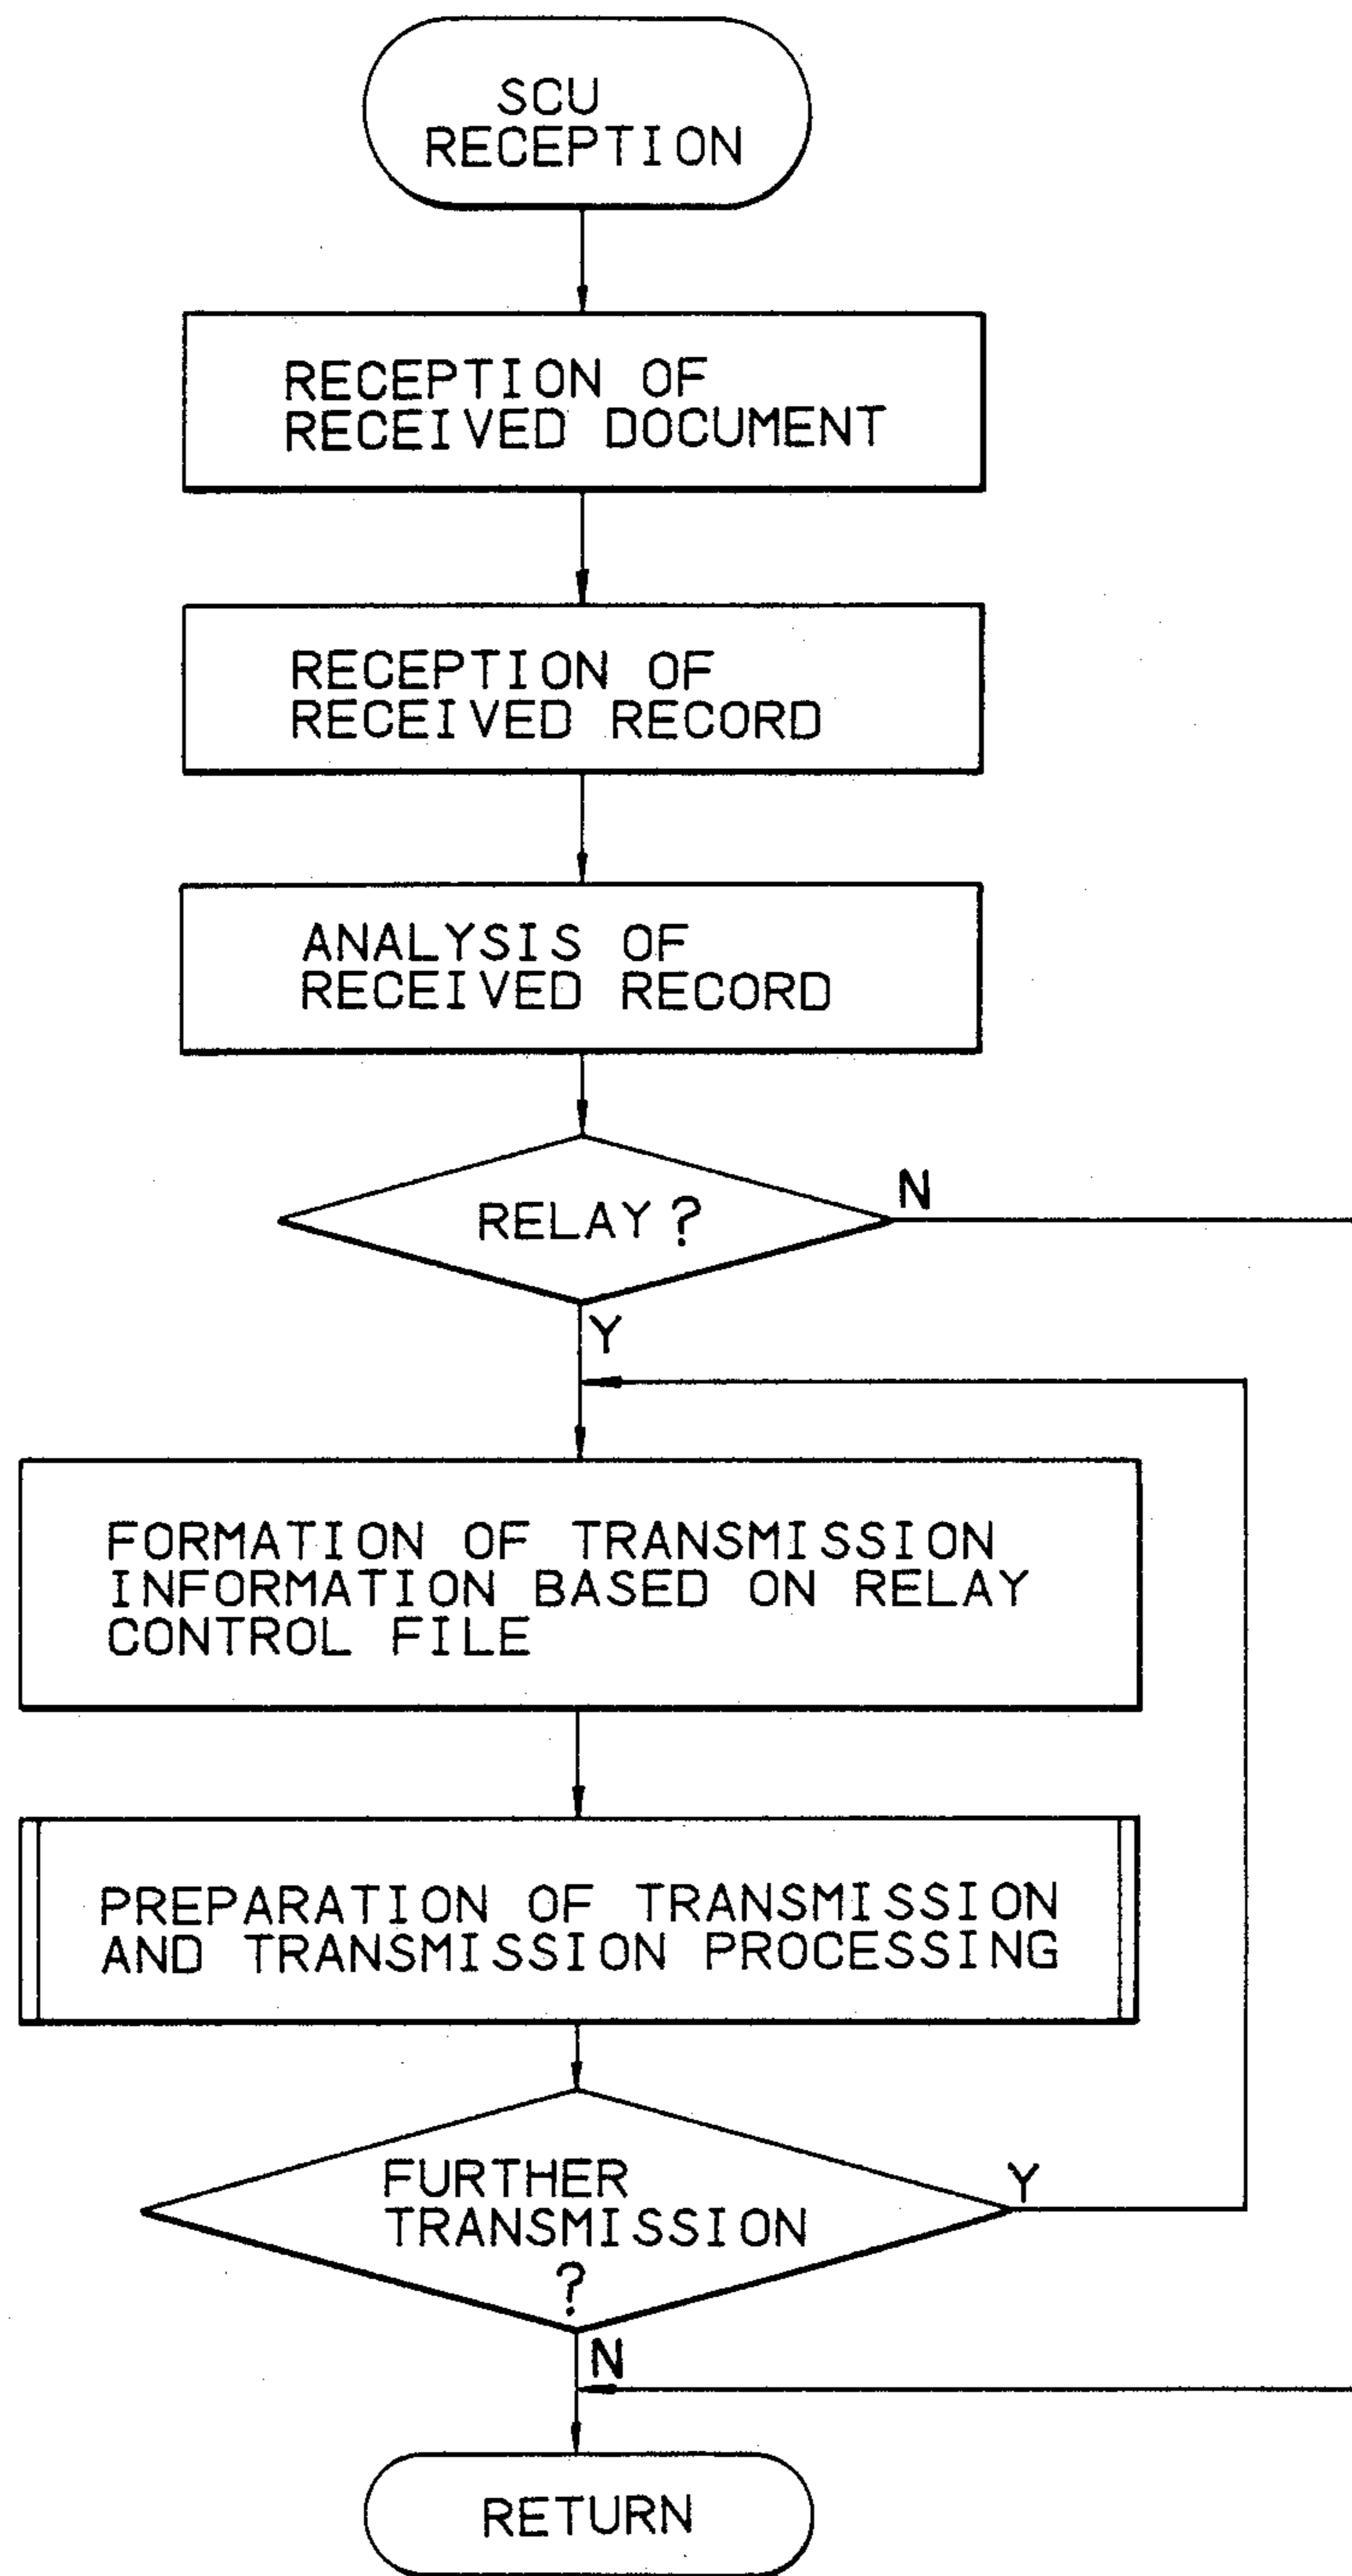 SCU
RECEPTION
RECEPTION OF
RECEIVED DOCUMENT
RECEPTION OF
RECEIVED RECORD
ANALYSIS OF
RECEIVED RECORD
RELAY?
N
Y
FORMATION OF TRANSMISSION
INFORMATION BASED ON RELAY
CONTROL FILE
PREPARATION OF TRANSMISSION
AND TRANSMISSION PROCESSING
FURTHER
TRANSMISSION
?
Y
N
RETURN